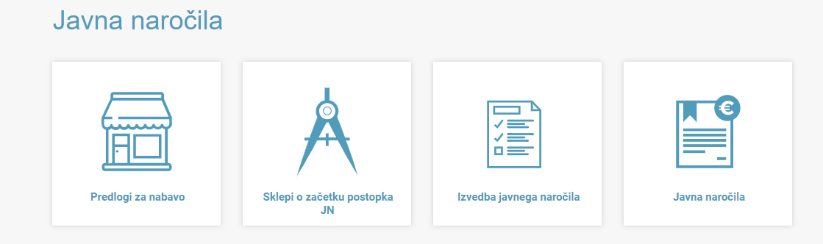 Javna naročila
Predlogi za nabavo
Sklepi o začetku postopka
JN
Izvedba javnega naročila
€
Javna naročila